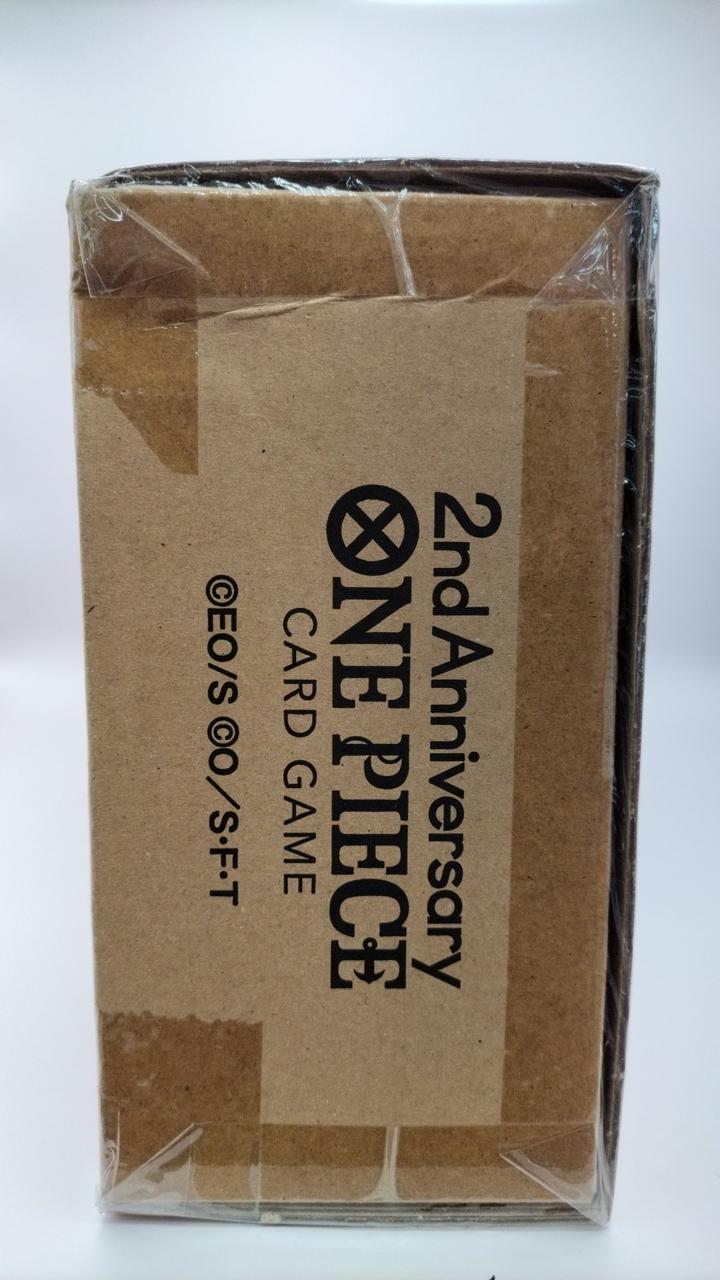 2nd Anniversary
ONE PIECE
CARD GAME
©EO/S ©O/S・F・T